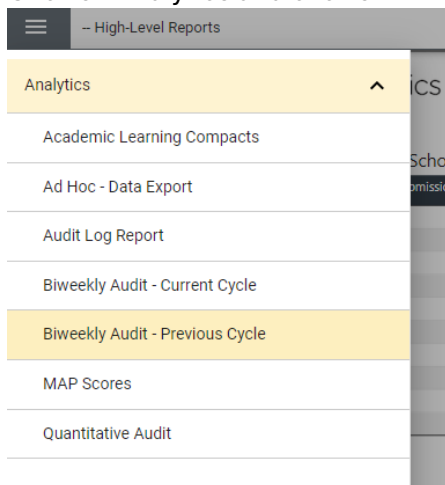 -- High-Level Reports
Analytics
ics
Academic Learning Compacts
Scho
Ad Hoc - Data Export
omissio
Audit Log Report
Biweekly Audit - Current Cycle
Biweekly Audit - Previous Cycle
MAP Scores
Quantitative Audit